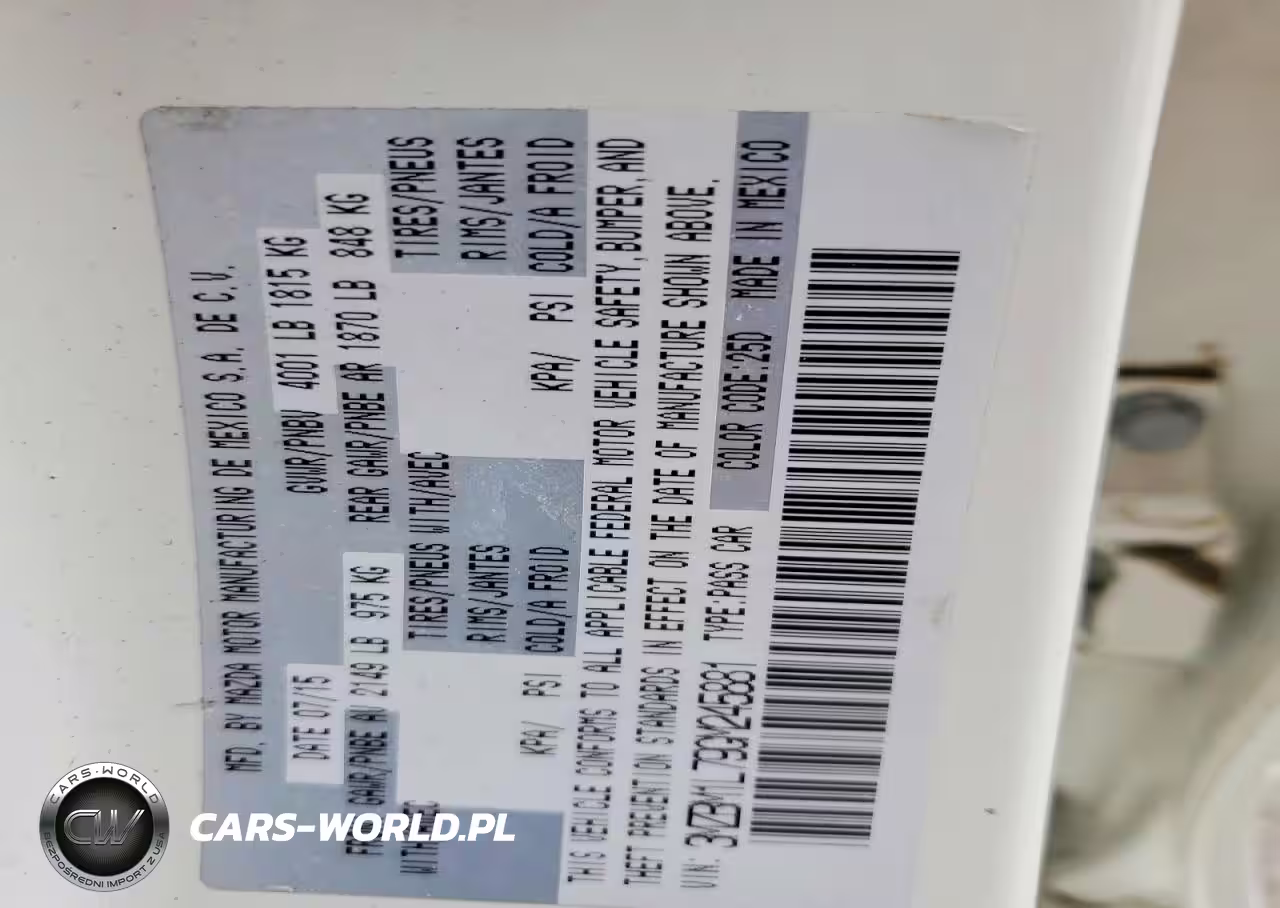 MFD. BY MAZDA MOTOR MANUFACTURING DE MEXICO S.A. DE C.V.
DATE 07/15 GVWR/PNBV 4001 LB 1815 KG
GAWR/PNBE AV 2149 LB 975 KG REAR GAWR/PNBE AR 1870 LB 848 KG
TIRES/PNEUS WITH/AVEC TIRES/PNEUS
RIMS/JANTES RIMS/JANTES
KPA/ PSI COLD/A FROID KPA/ PSI COLD/A FROID
THIS VEHICLE CONFORMS TO ALL APPLICABLE FEDERAL MOTOR VEHICLE SAFETY, BUMPER, AND
THEFT PREVENTION STANDARDS IN EFFECT ON THE DATE OF MANUFACTURE SHOWN ABOVE.
VIN: 3MZBM1L79GM245881 TYPE:PASS CAR COLOR CODE:25D MADE IN MEXICO
CARS-WORLD
CW
BEZPOŚREDNI IMPORT Z USA
CARS-WORLD.PL